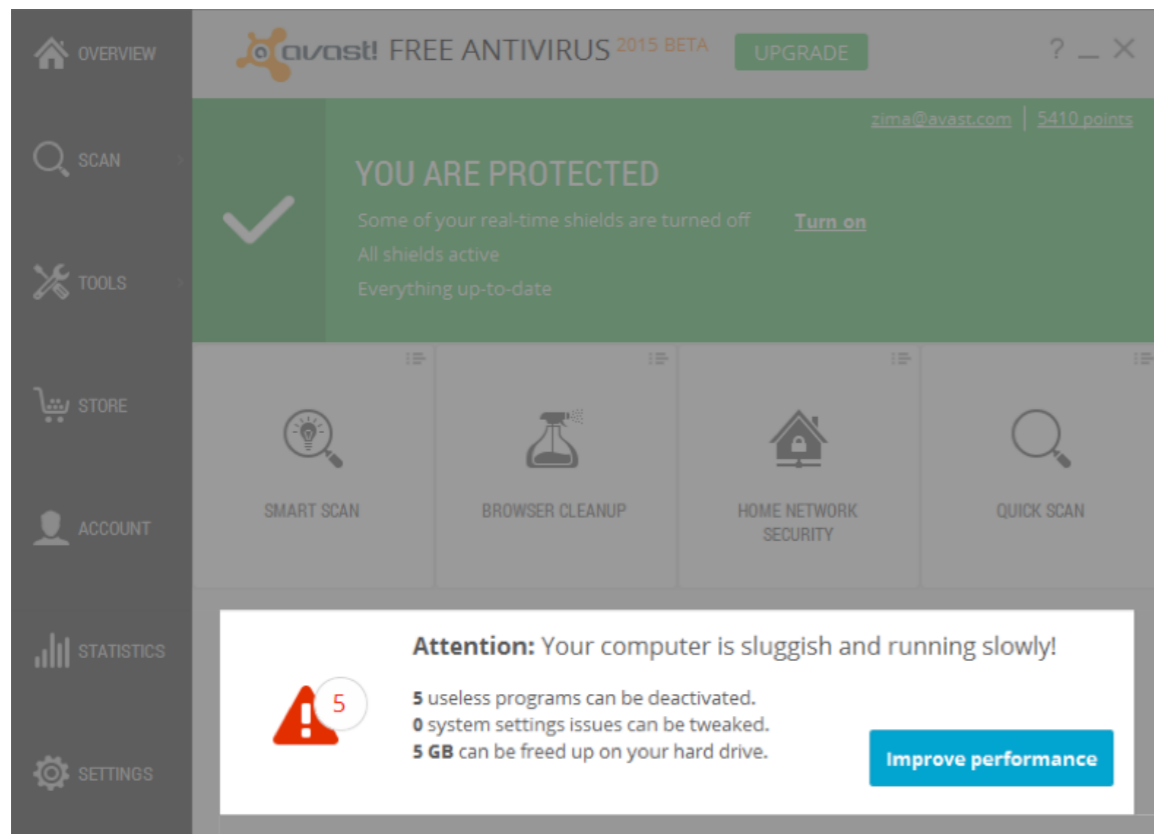 OVERVIEW
avast! FREE ANTIVIRUS 2015 BETA
UPGRADE
?
zima@avast.com | 5410 points
SCAN
YOU ARE PROTECTED
Some of your real-time shields are turned off Turn on
All shields active
Everything up-to-date
TOOLS
STORE
SMART SCAN
BROWSER CLEANUP
HOME NETWORK
SECURITY
QUICK SCAN
ACCOUNT
STATISTICS
SETTINGS
5
Attention: Your computer is sluggish and running slowly!
5 useless programs can be deactivated.
0 system settings issues can be tweaked.
5 GB can be freed up on your hard drive.
Improve performance